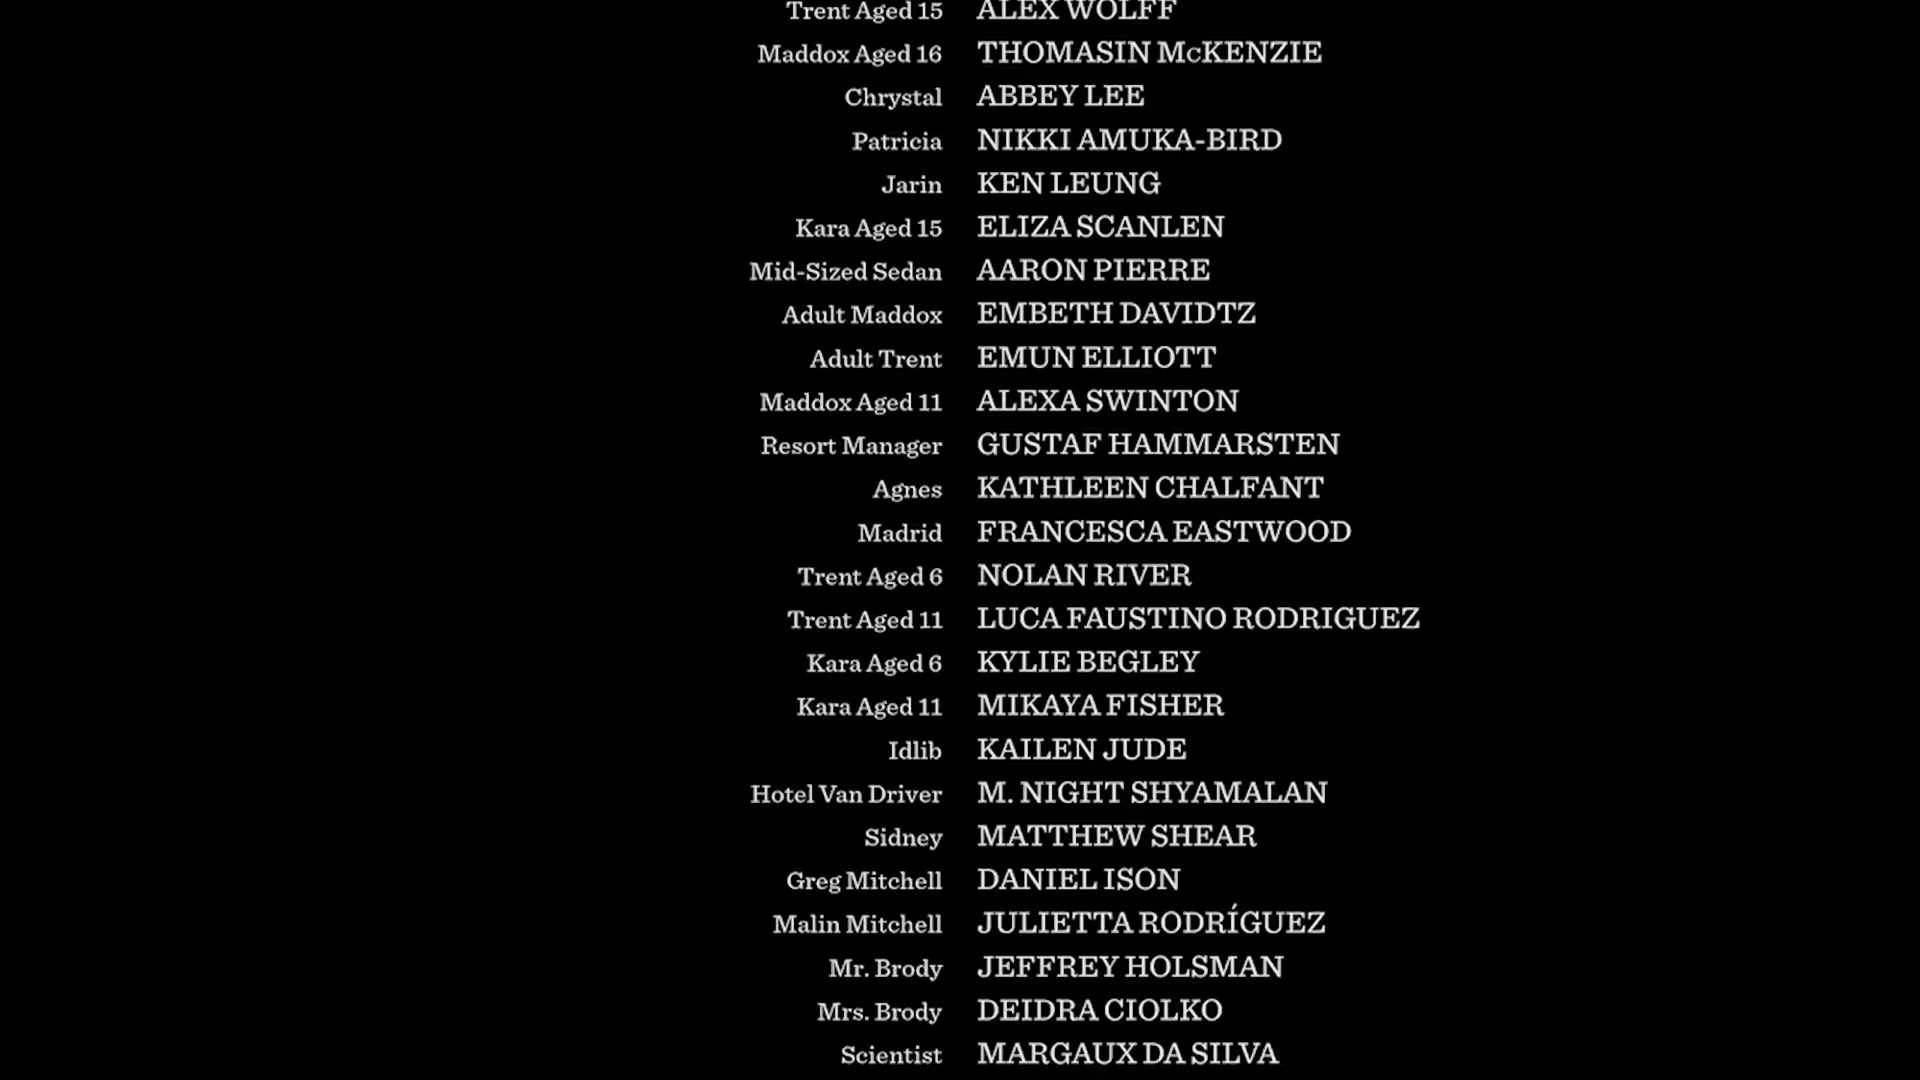 Trent Aged 15 ALEX WOLFF
Maddox Aged 16 THOMASIN McKENZIE
Chrystal ABBEY LEE
Patricia NIKKI AMUKA-BIRD
Jarin KEN LEUNG
Kara Aged 15 ELIZA SCANLEN
Mid-Sized Sedan AARON PIERRE
Adult Maddox EMBETH DAVIDTZ
Adult Trent EMUN ELLIOTT
Maddox Aged 11 ALEXA SWINTON
Resort Manager GUSTAF HAMMARSTEN
Agnes KATHLEEN CHALFANT
Madrid FRANCESCA EASTWOOD
Trent Aged 6 NOLAN RIVER
Trent Aged 11 LUCA FAUSTINO RODRIGUEZ
Kara Aged 6 KYLIE BEGLEY
Kara Aged 11 MIKAYA FISHER
Idlib KAILEN JUDE
Hotel Van Driver M. NIGHT SHYAMALAN
Sidney MATTHEW SHEAR
Greg Mitchell DANIEL ISON
Malin Mitchell JULIETTA RODRÍGUEZ
Mr. Brody JEFFREY HOLSMAN
Mrs. Brody DEIDRA CIOLKO
Scientist MARGAUX DA SILVA